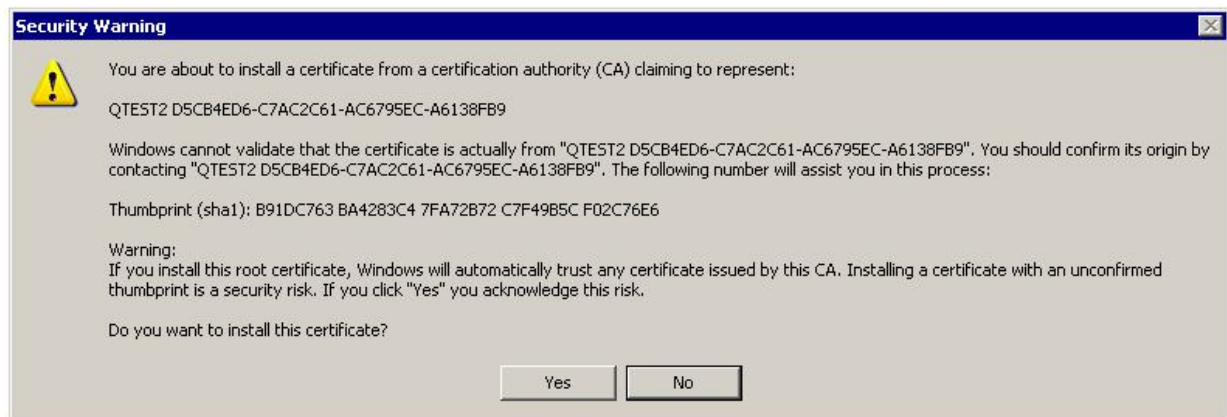 Security Warning
You are about to install a certificate from a certification authority (CA) claiming to represent:
QTEST2 D5CB4ED6-C7AC2C61-AC6795EC-A6138FB9
Windows cannot validate that the certificate is actually from "QTEST2 D5CB4ED6-C7AC2C61-AC6795EC-A6138FB9". You should confirm its origin by
contacting "QTEST2 D5CB4ED6-C7AC2C61-AC6795EC-A6138FB9". The following number will assist you in this process:
Thumbprint (sha1): B91DC763 BA4283C4 7FA72B72 C7F49B5C F02C76E6
Warning:
If you install this root certificate, Windows will automatically trust any certificate issued by this CA. Installing a certificate with an unconfirmed
thumbprint is a security risk. If you click "Yes" you acknowledge this risk.
Do you want to install this certificate?
Yes
No